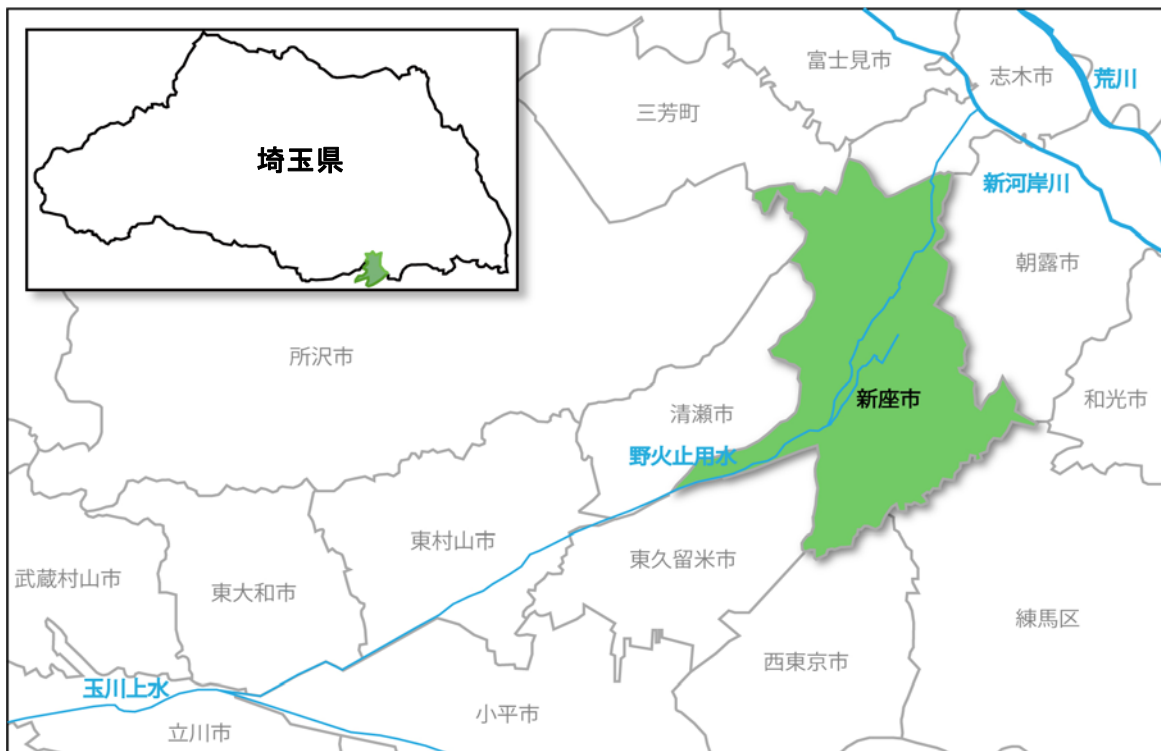 富士見市
志木市
荒川
三芳町
埼玉県
新河岸川
朝霞市
所沢市
新座市
和光市
清瀬市
野火止用水
東村山市
東久留米市
武蔵村山市
東大和市
練馬区
西東京市
玉川上水
小平市
立川市